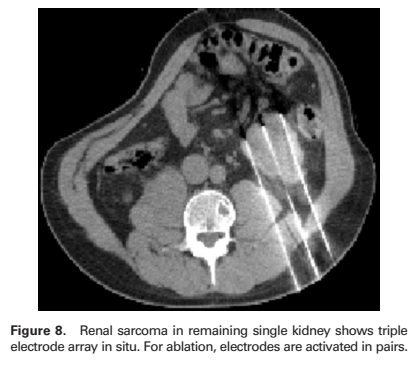 Figure 8. Renal sarcoma in remaining single kidney shows triple
electrode array in situ. For ablation, electrodes are activated in pairs.